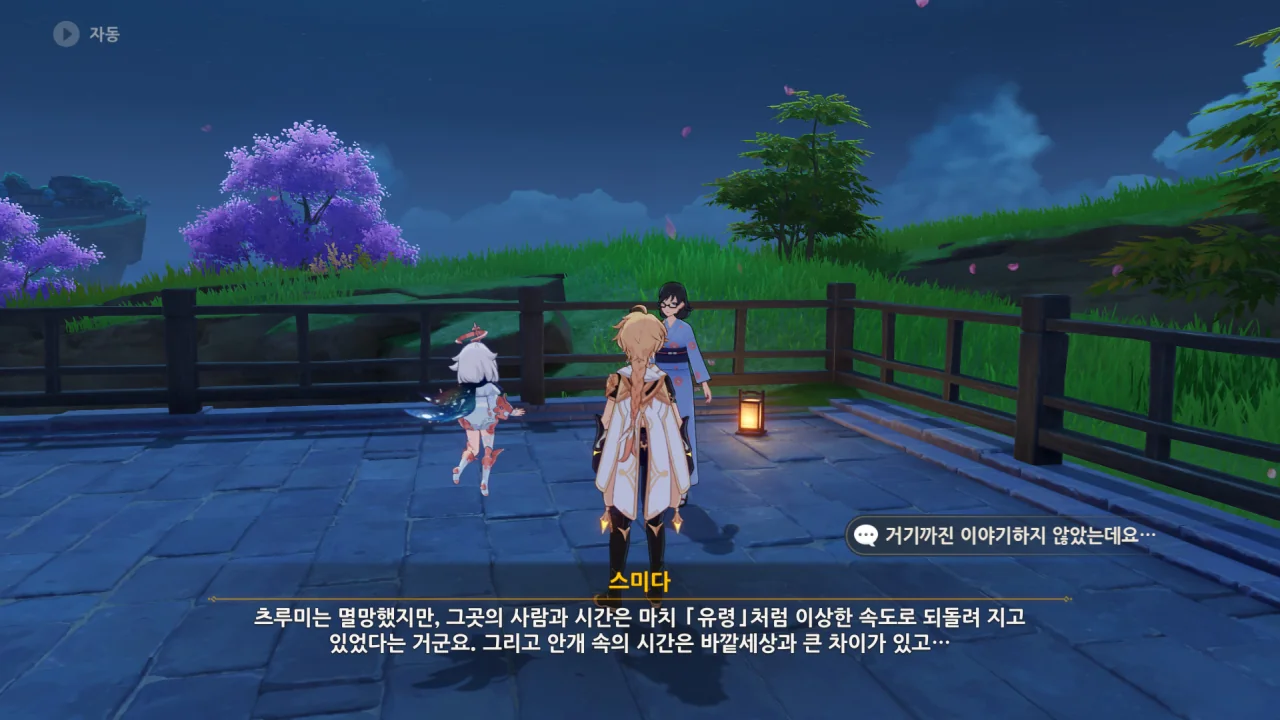 자동
거기까진 이야기하지 않았는데요…
스미다
츠루미는 멸망했지만, 그곳의 사람과 시간은 마치 「유령」처럼 이상한 속도로 되돌려 지고
있었다는 거군요. 그리고 안개 속의 시간은 바깥세상과 큰 차이가 있고…